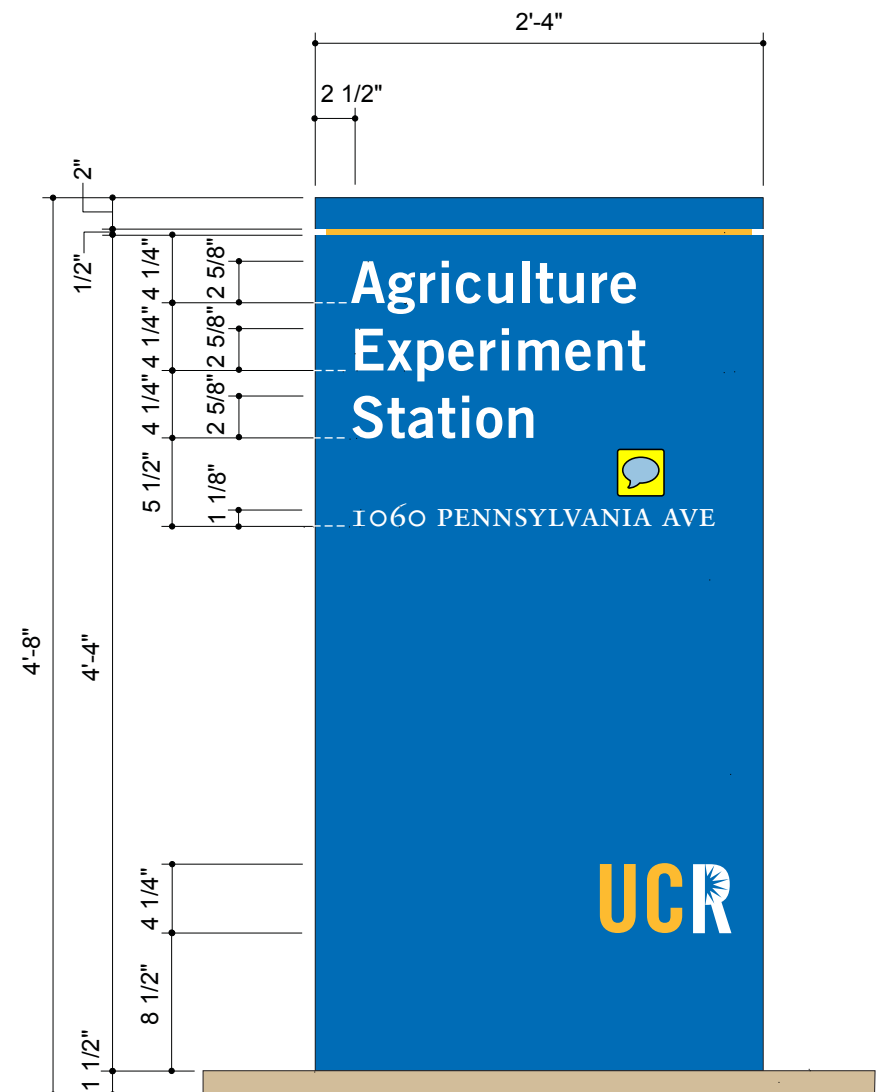 2'-4"
2 1/2"
2"
1/2"
4 1/4" 2 5/8" Agriculture
4 1/4" 2 5/8" Experiment
4 1/4" 2 5/8" Station
5 1/2" 1 1/8" 1060 PENNSYLVANIA AVE
4'-8" 4'-4"
4 1/4" UCR
8 1/2"
1 1/2"